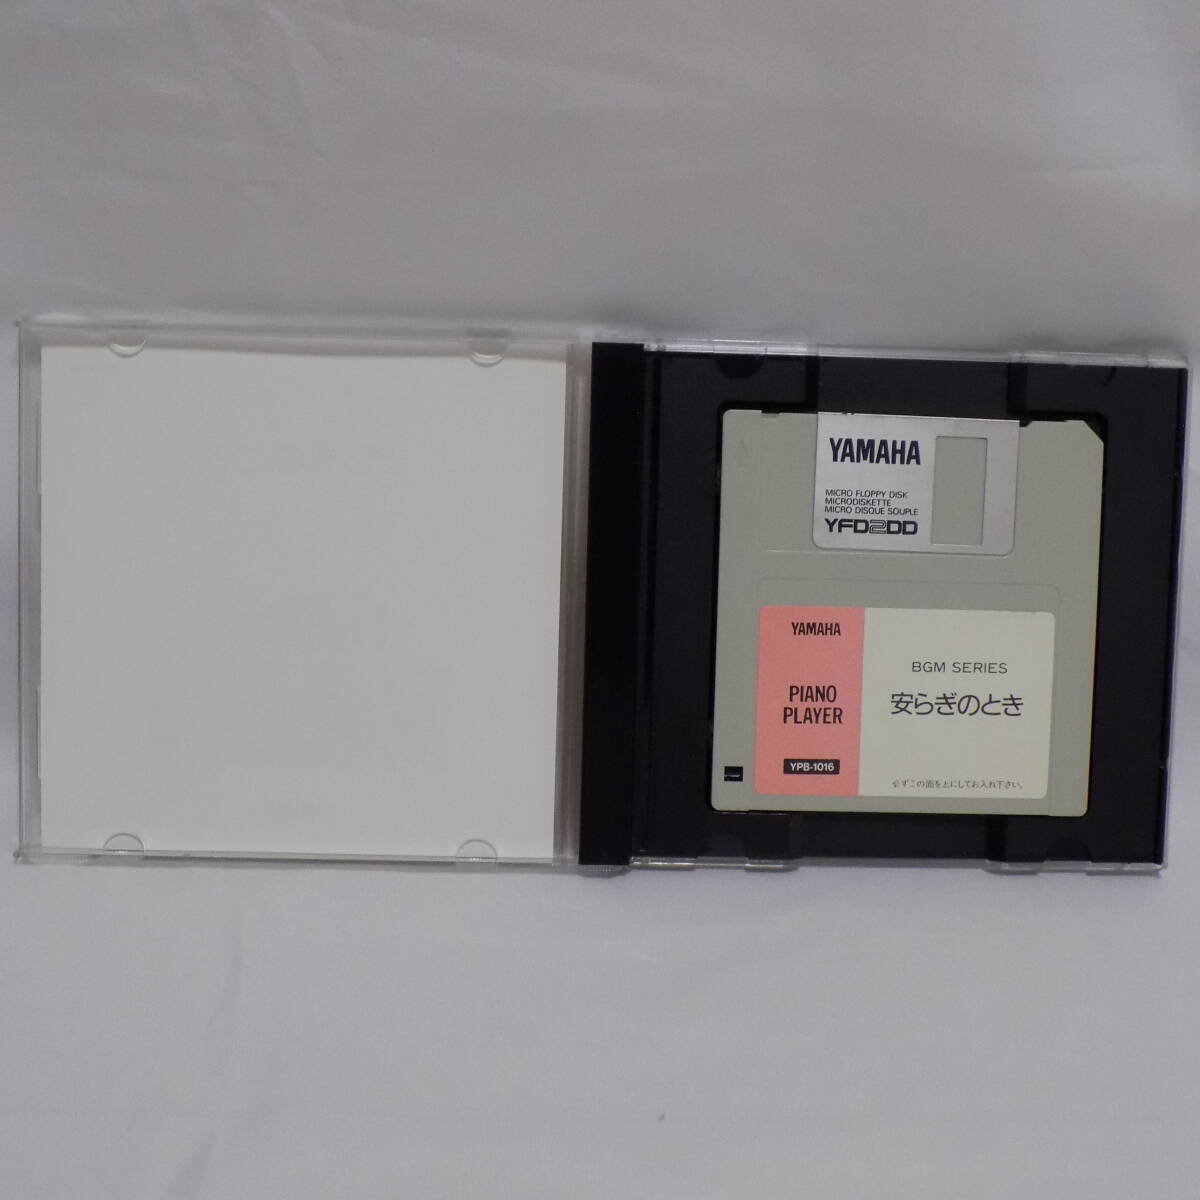 YAMAHA
MICRO FLOPPY DISK
MICRODISKETTE
MICRO DISQUE SOUPLE
YFD2DD
YAMAHA
PIANO
PLAYER
YPB-1016
BGM SERIES
安らぎのとき
必ずこの面を上にしてお入れ下さい。